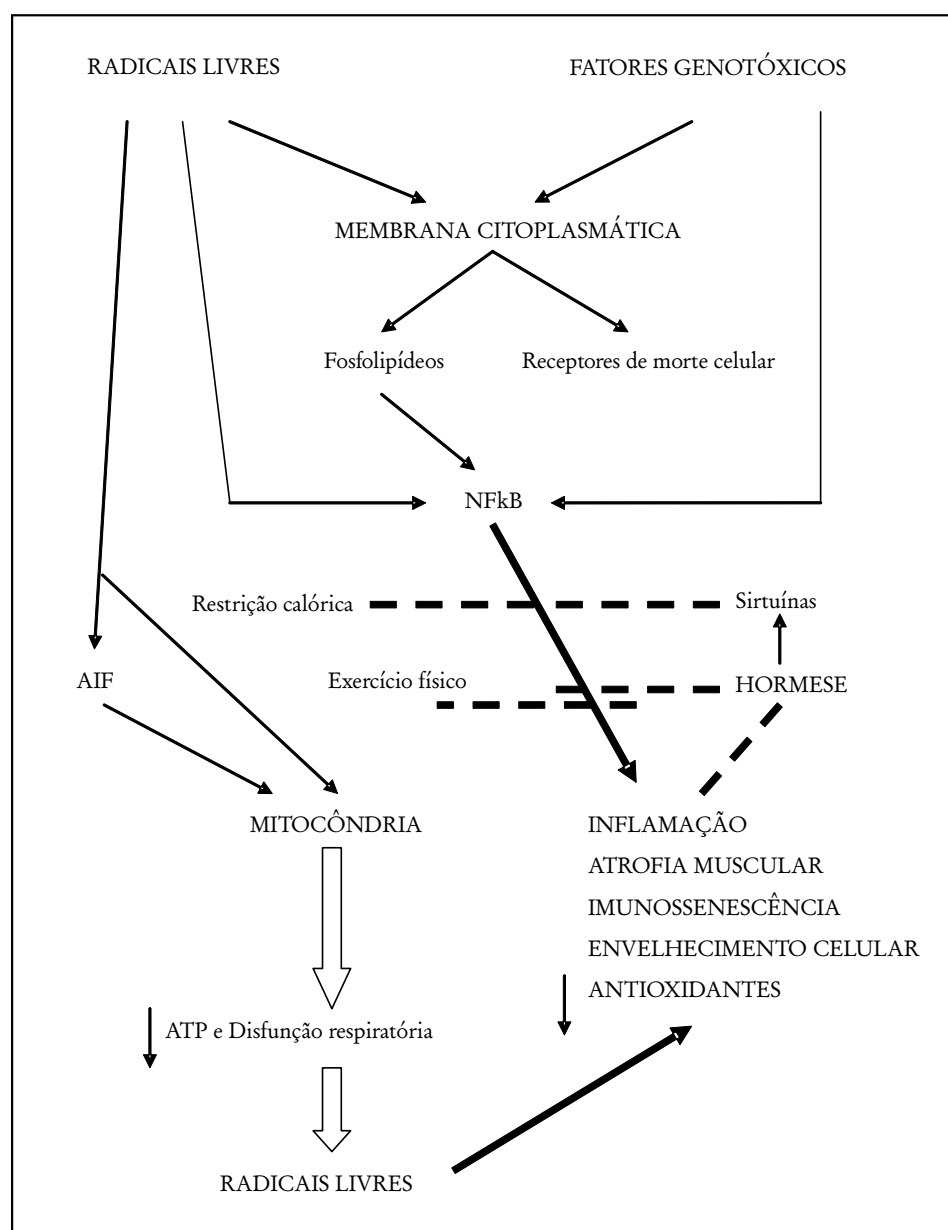 RADICAIS LIVRES
FATORES GENOTÓXICOS
MEMBRANA CITOPLASMÁTICA
Fosfolipídeos
Receptores de morte celular
NFkB
Restrição calórica
Sirtuínas
AIF
Exercício físico
HORMESE
MITOCÔNDRIA
INFLAMAÇÃO
ATROFIA MUSCULAR
IMUNOSSENESCÊNCIA
ENVELHECIMENTO CELULAR
ANTIOXIDANTES
ATP e Disfunção respiratória
RADICAIS LIVRES